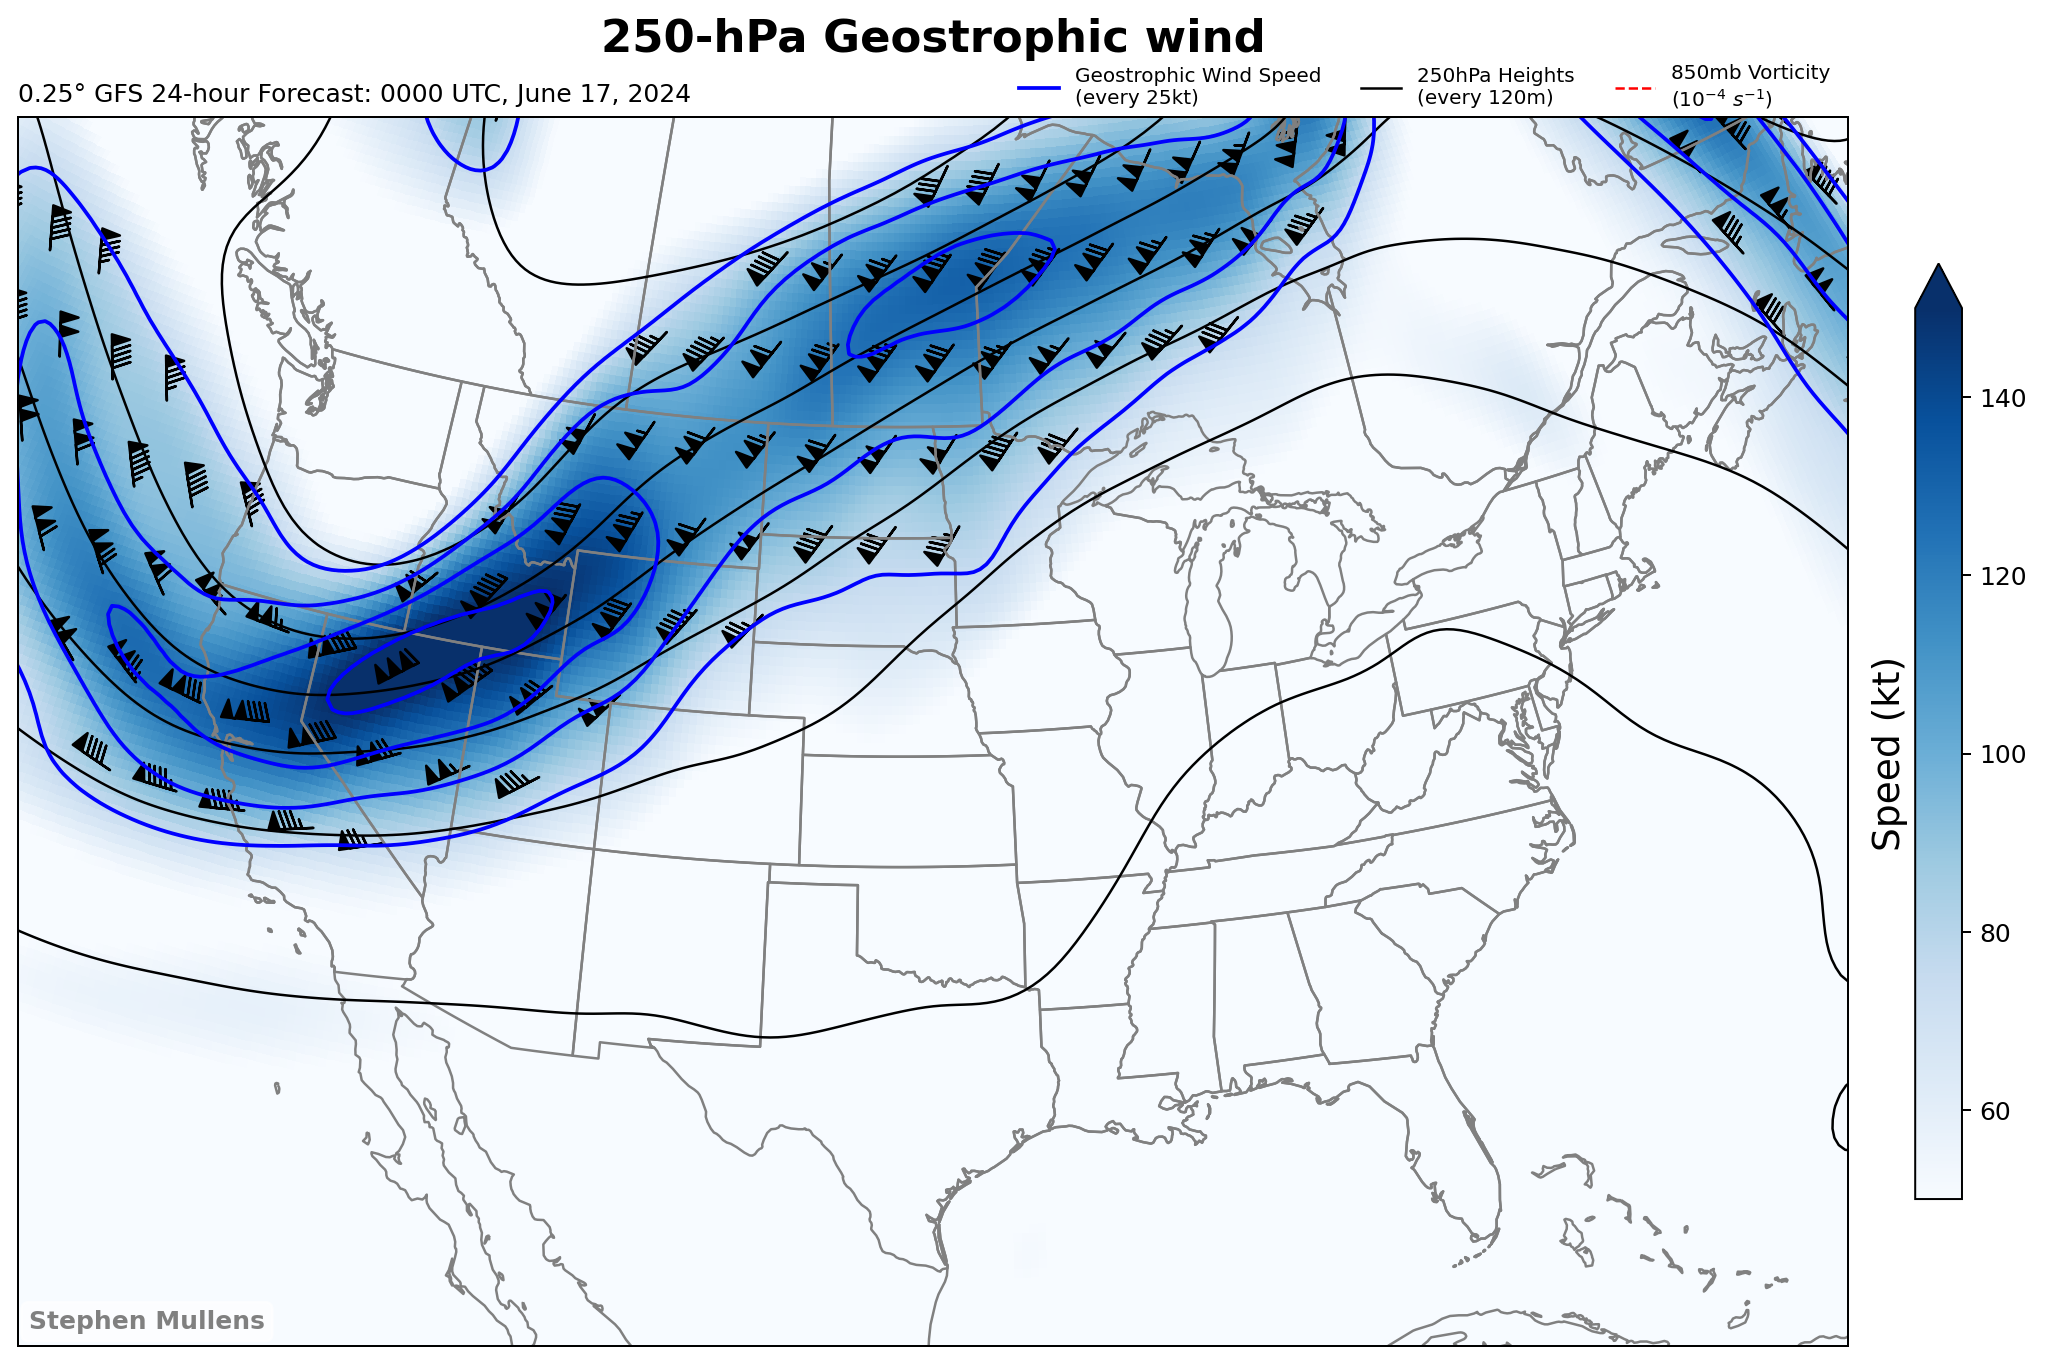 250-hPa Geostrophic wind
0.25° GFS 24-hour Forecast: 0000 UTC, June 17, 2024
Geostrophic Wind Speed
(every 25kt)
250hPa Heights
(every 120m)
850mb Vorticity
(10⁻⁴ s⁻¹)
140
120
100
80
60
Speed (kt)
Stephen Mullens